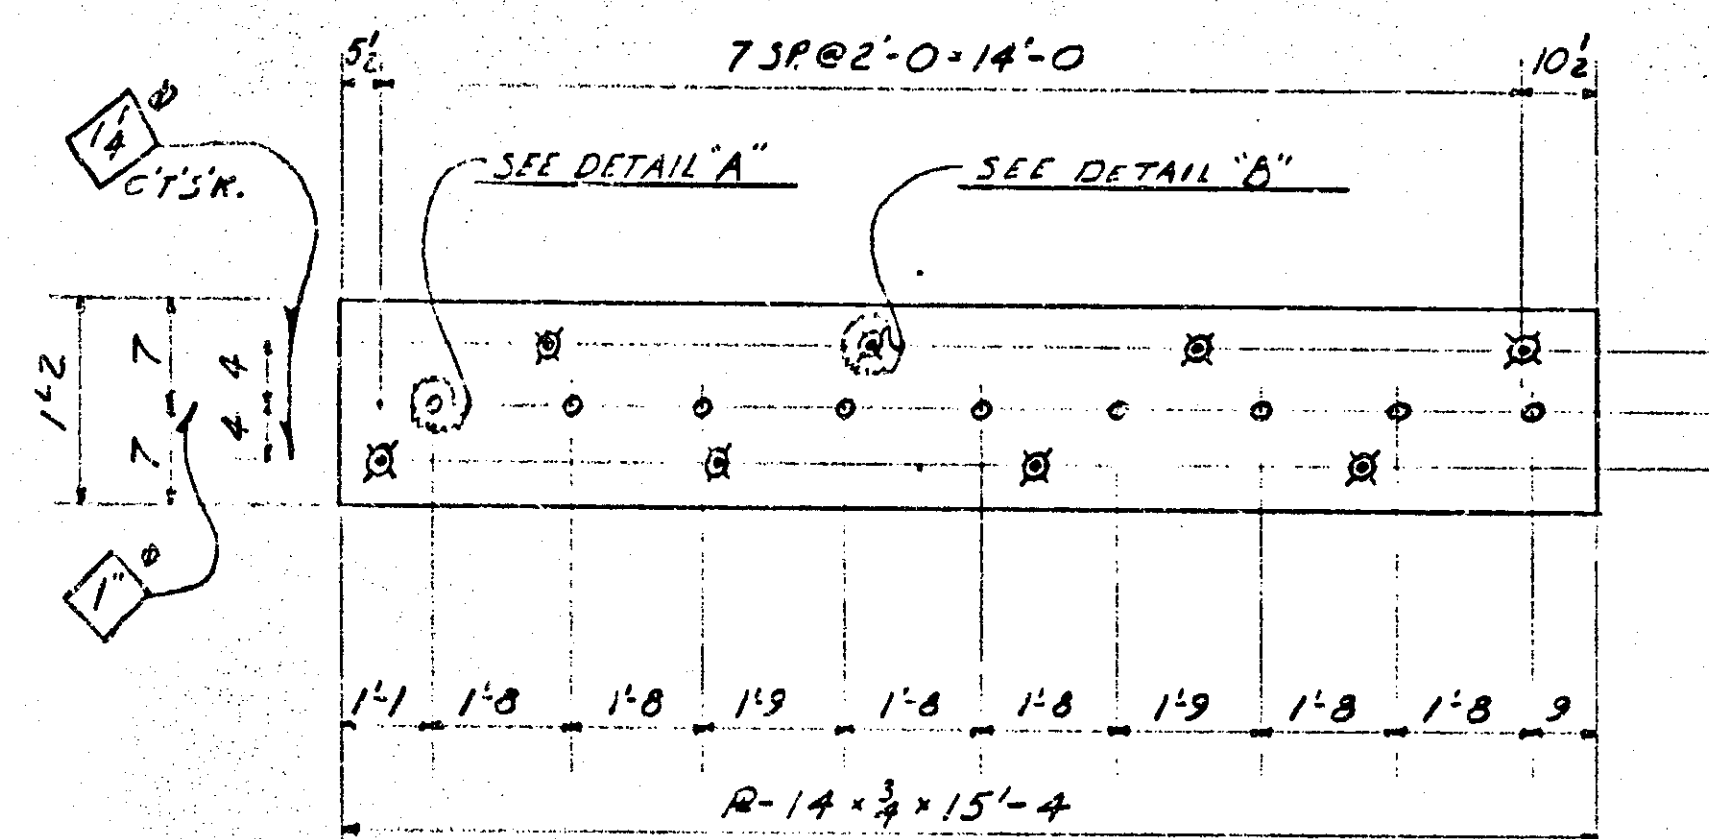 5½
7 SP. @ 2'-0 = 14'-0
10½
1¼ Φ
C'T'S'K.
SEE DETAIL "A"
SEE DETAIL "B"
1'-2
7
7
4
4
1" Φ
1'-1
1'-8
1'-8
1'-9
1'-8
1'-8
1'-9
1'-8
1'-8
9
PL-14 × ¾ × 15'-4